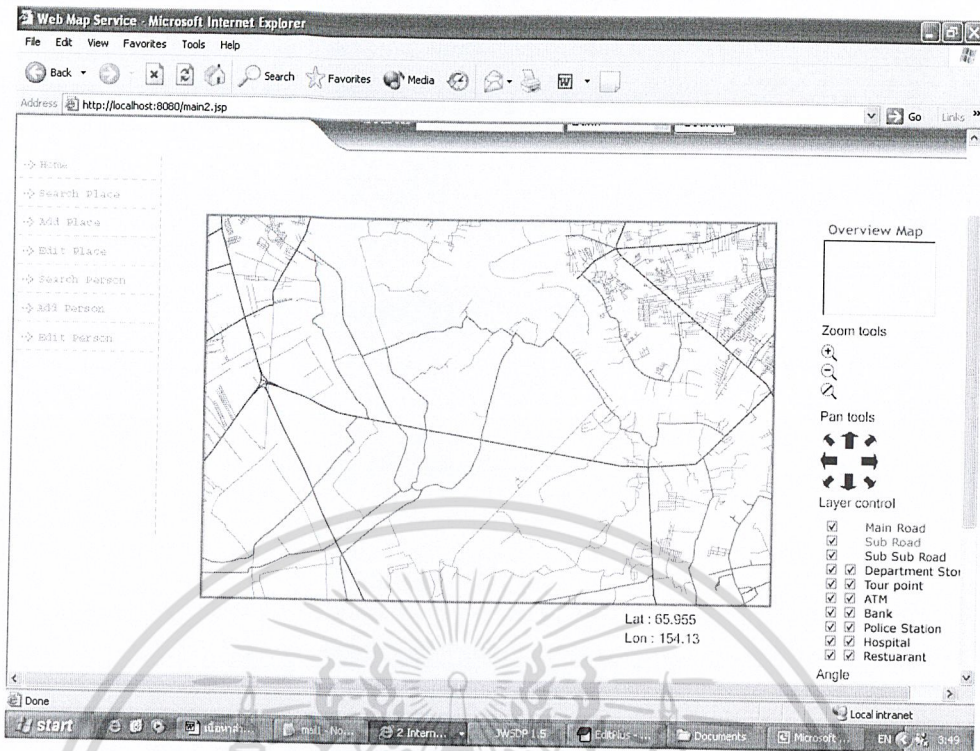 Web Map Service - Microsoft Internet Explorer
File Edit View Favorites Tools Help
Back Search Favorites Media
Address http://localhost:8080/main2.jsp Go Links »
Home
Search Place
Add Place
Edit Place
Search Person
Add Person
Edit Person
Overview Map
Zoom tools
Pan tools
Layer control
Main Road
Sub Road
Sub Sub Road
Department Stor
Tour point
ATM
Bank
Police Station
Hospital
Restuarant
Angle
Lat : 65.955
Lon : 154.13
Done
Local intranet
start 2 Intern... JWSDP 1.5 EditPlus -... Documents Microsoft ... EN 3:49